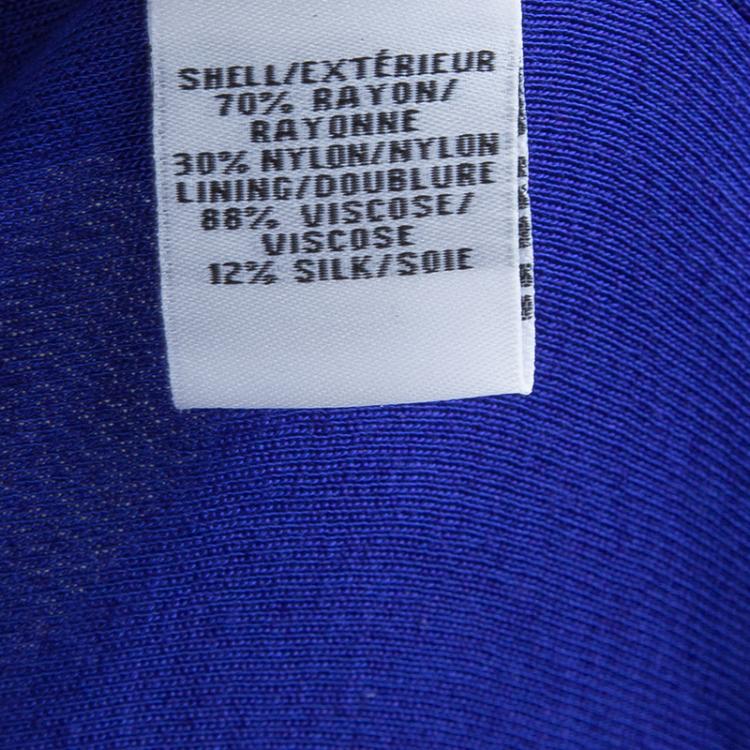 SHELL/EXTÉRIEUR
70% RAYON/
RAYONNE
30% NYLON/NYLON
LINING/DOUBLURE
88% VISCOSE/
VISCOSE
12% SILK/SOIE